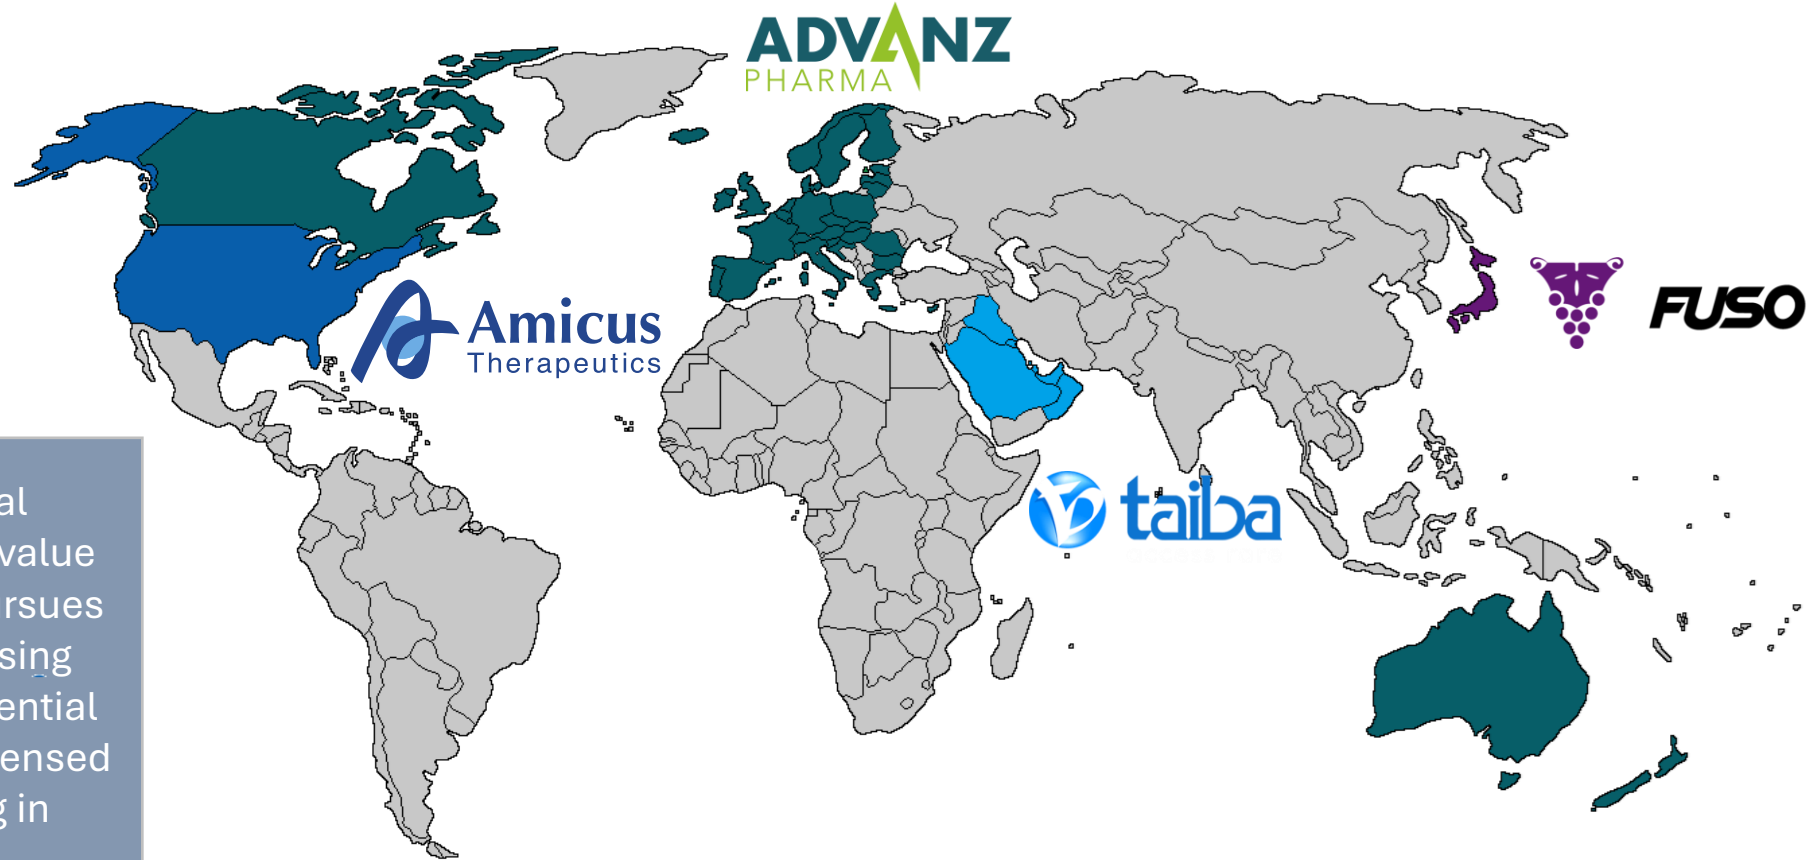 ADVANZ
PHARMA
Amicus
Therapeutics
FUSO
taiba
al
value
rsues
sing
ential
ensed
g in